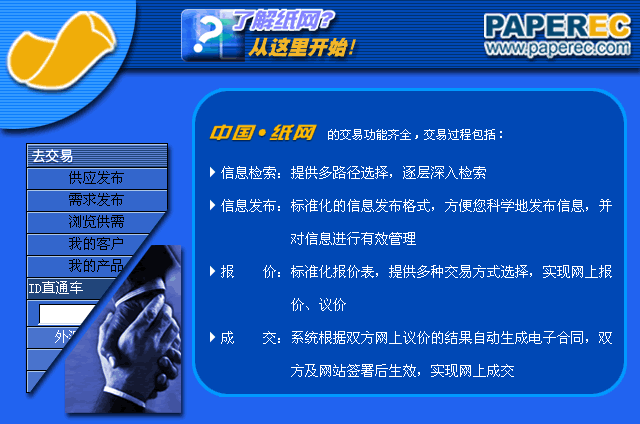 了解纸网?
从这里开始!
PAPEREC
www.paperec.com
中国•纸网 的交易功能齐全,交易过程包括:
信息检索：提供多路径选择，逐层深入检索
信息发布：标准化的信息发布格式，方便您科学地发布信息，并
对信息进行有效管理
报 价：标准化报价表，提供多种交易方式选择，实现网上报
价、议价
成 交：系统根据双方网上议价的结果自动生成电子合同，双
方及网站签署后生效，实现网上成交
去交易
供应发布
需求发布
浏览供需
我的客户
我的产品
ID直通车